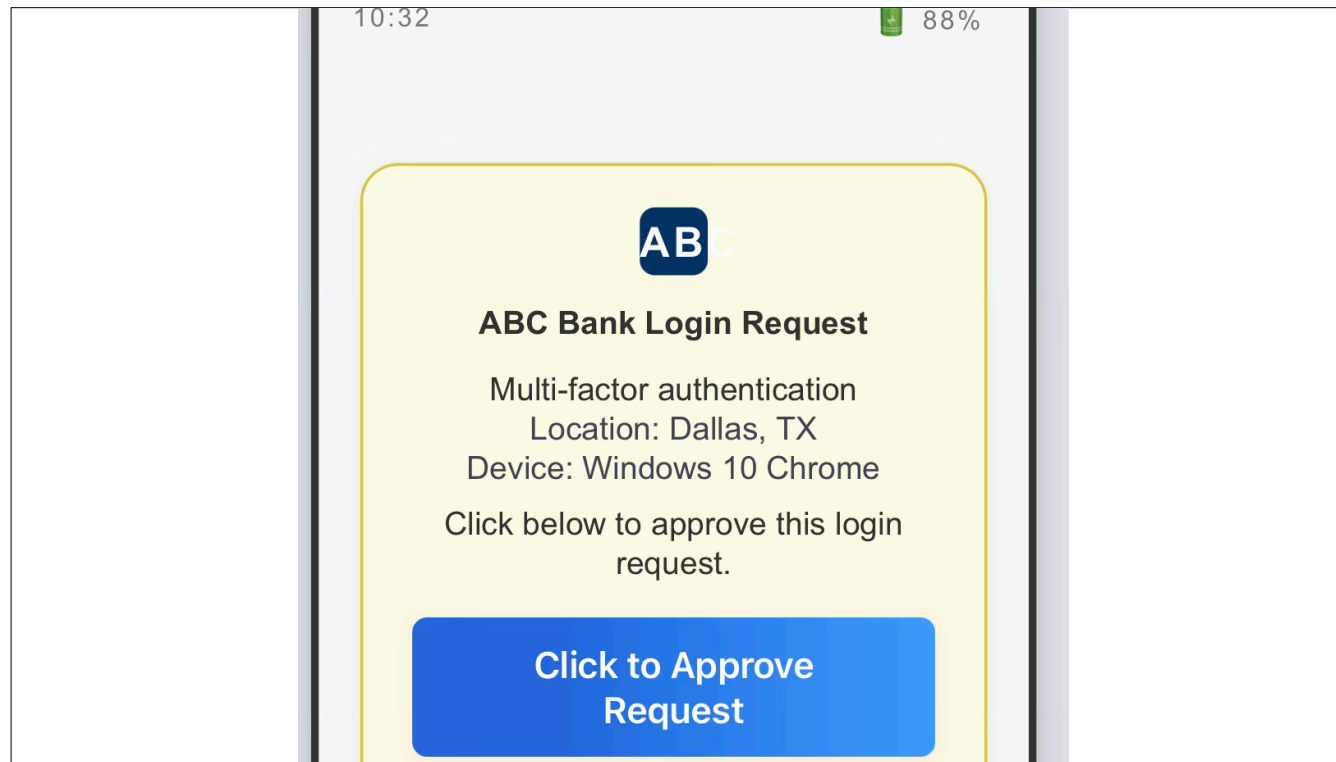 10:32 88%
ABC
ABC Bank Login Request
Multi-factor authentication
Location: Dallas, TX
Device: Windows 10 Chrome
Click below to approve this login
request.
Click to Approve
Request